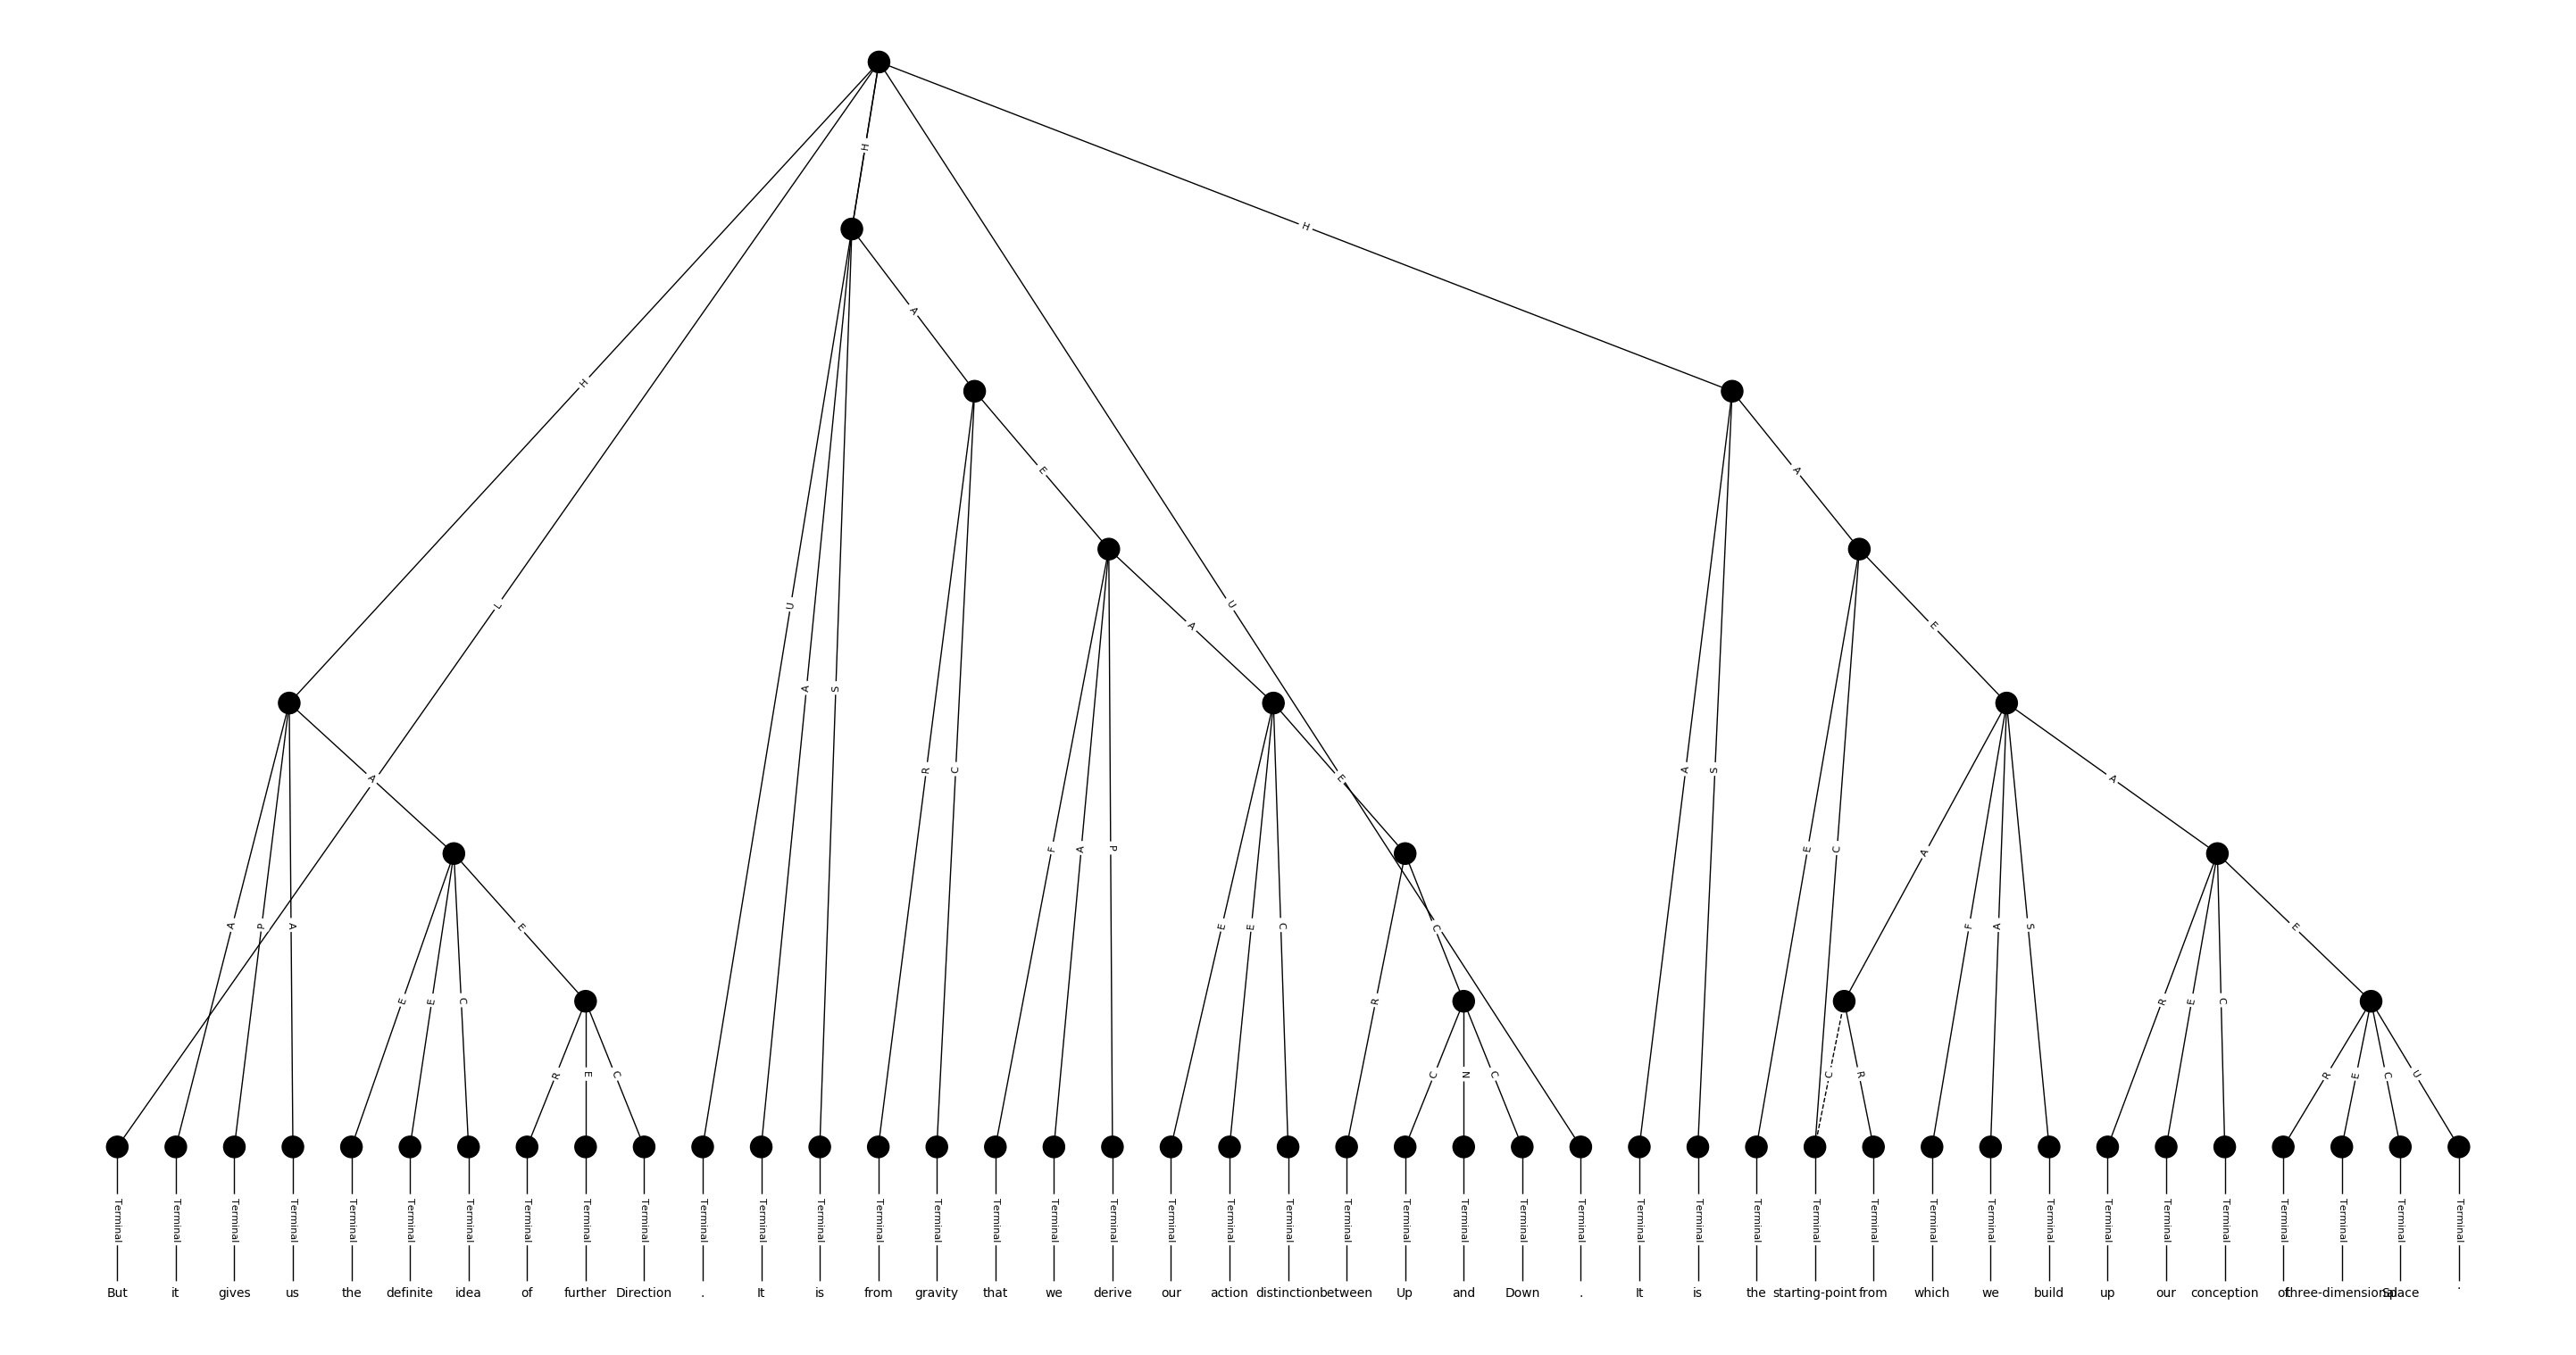 H
H
A
H
E
A
L
U
A
E
U
A
S
A
E
A
R
C
A
S
F
A
P
E
C
A
A
P
A
E
E
E
C
C
F
A
S
E
E
E
C
R
R
E
C
R
E
C
C
N
C
C
R
R
E
C
U
Terminal Terminal Terminal Terminal Terminal Terminal Terminal Terminal Terminal Terminal Terminal Terminal Terminal Terminal Terminal Terminal Terminal Terminal Terminal Terminal Terminal Terminal Terminal Terminal Terminal Terminal Terminal Terminal Terminal Terminal Terminal Terminal Terminal Terminal Terminal Terminal Terminal Terminal Terminal Terminal Terminal
But it gives us the definite idea of further Direction . It is from gravity that we derive our action distinction between Up and Down . It is the starting-point from which we build up our conception of three-dimensional Space .